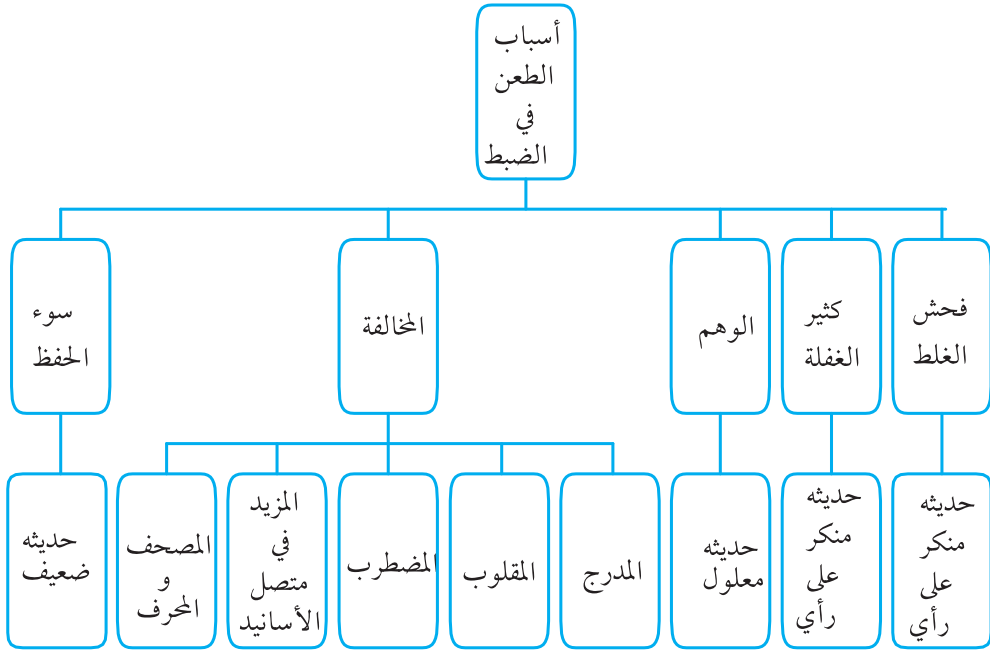 أسباب
الطعن
في
الضبط
فحش
الغلط
كثير
الغفلة
الوهم
المخالفة
سوء
الحفظ
حديثه
منكر
على
رأي
حديثه
منكر
على
رأي
حديثه
معلول
المدرج
المقلوب
المضطرب
المزيد
في
متصل
الأسانيد
المصحف
و
المحرف
حديثه
ضعيف